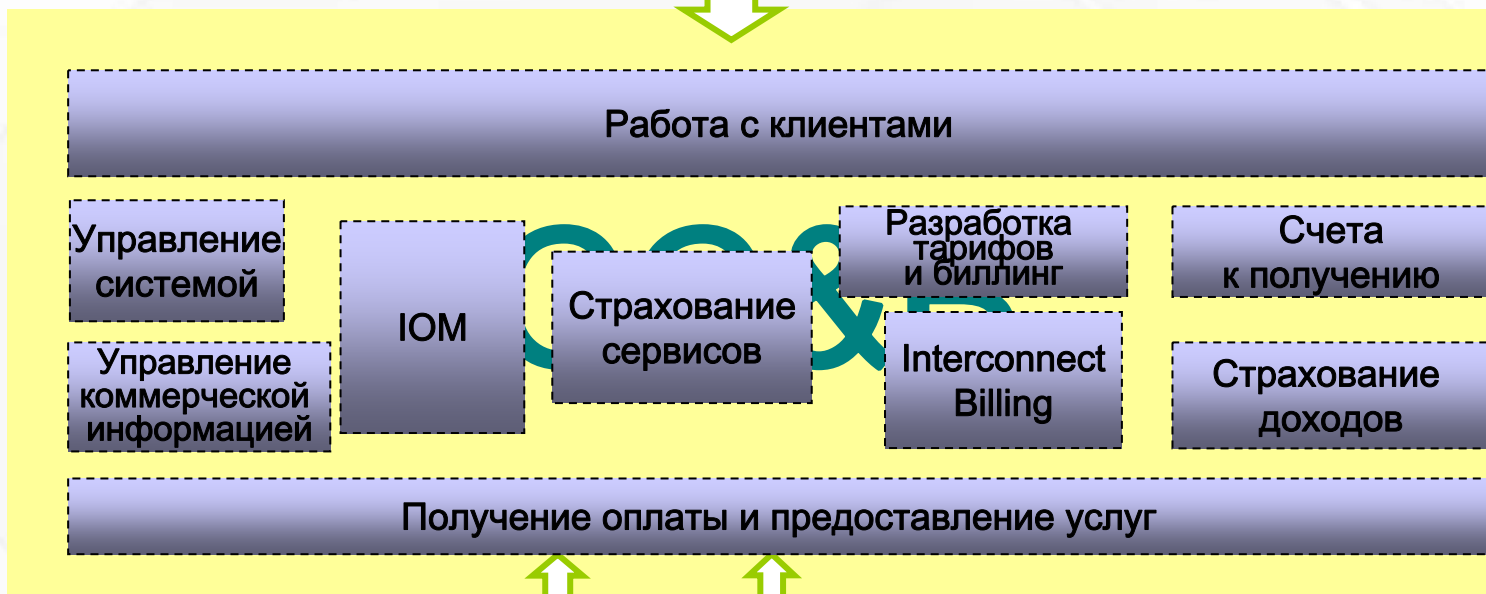 Работа с клиентами
Управление
системой
Управление
коммерческой
информацией
IOM
Страхование
сервисов
Разработка
тарифов
и биллинг
Interconnect
Billing
Счета
к получению
Страхование
доходов
Получение оплаты и предоставление услуг